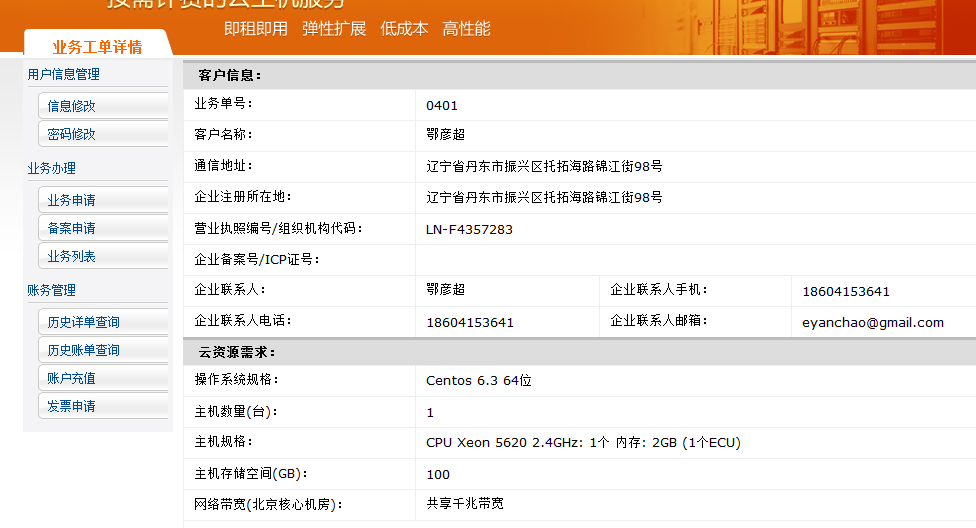 按需计费的云主机服务
即租即用 弹性扩展 低成本 高性能
业务工单详情
用户信息管理
信息修改
密码修改
业务办理
业务申请
备案申请
业务列表
账务管理
历史详单查询
历史账单查询
账户充值
发票申请
客户信息：
业务单号： 0401
客户名称： 鄂彦超
通信地址： 辽宁省丹东市振兴区托拓海路锦江街98号
企业注册所在地： 辽宁省丹东市振兴区托拓海路锦江街98号
营业执照编号/组织机构代码： LN-F4357283
企业备案号/ICP证号：
企业联系人： 鄂彦超 企业联系人手机： 18604153641
企业联系人电话： 18604153641 企业联系人邮箱： eyanchao@gmail.com
云资源需求：
操作系统规格： Centos 6.3 64位
主机数量(台)： 1
主机规格： CPU Xeon 5620 2.4GHz: 1个 内存: 2GB (1个ECU)
主机存储空间(GB)： 100
网络带宽(北京核心机房)： 共享千兆带宽